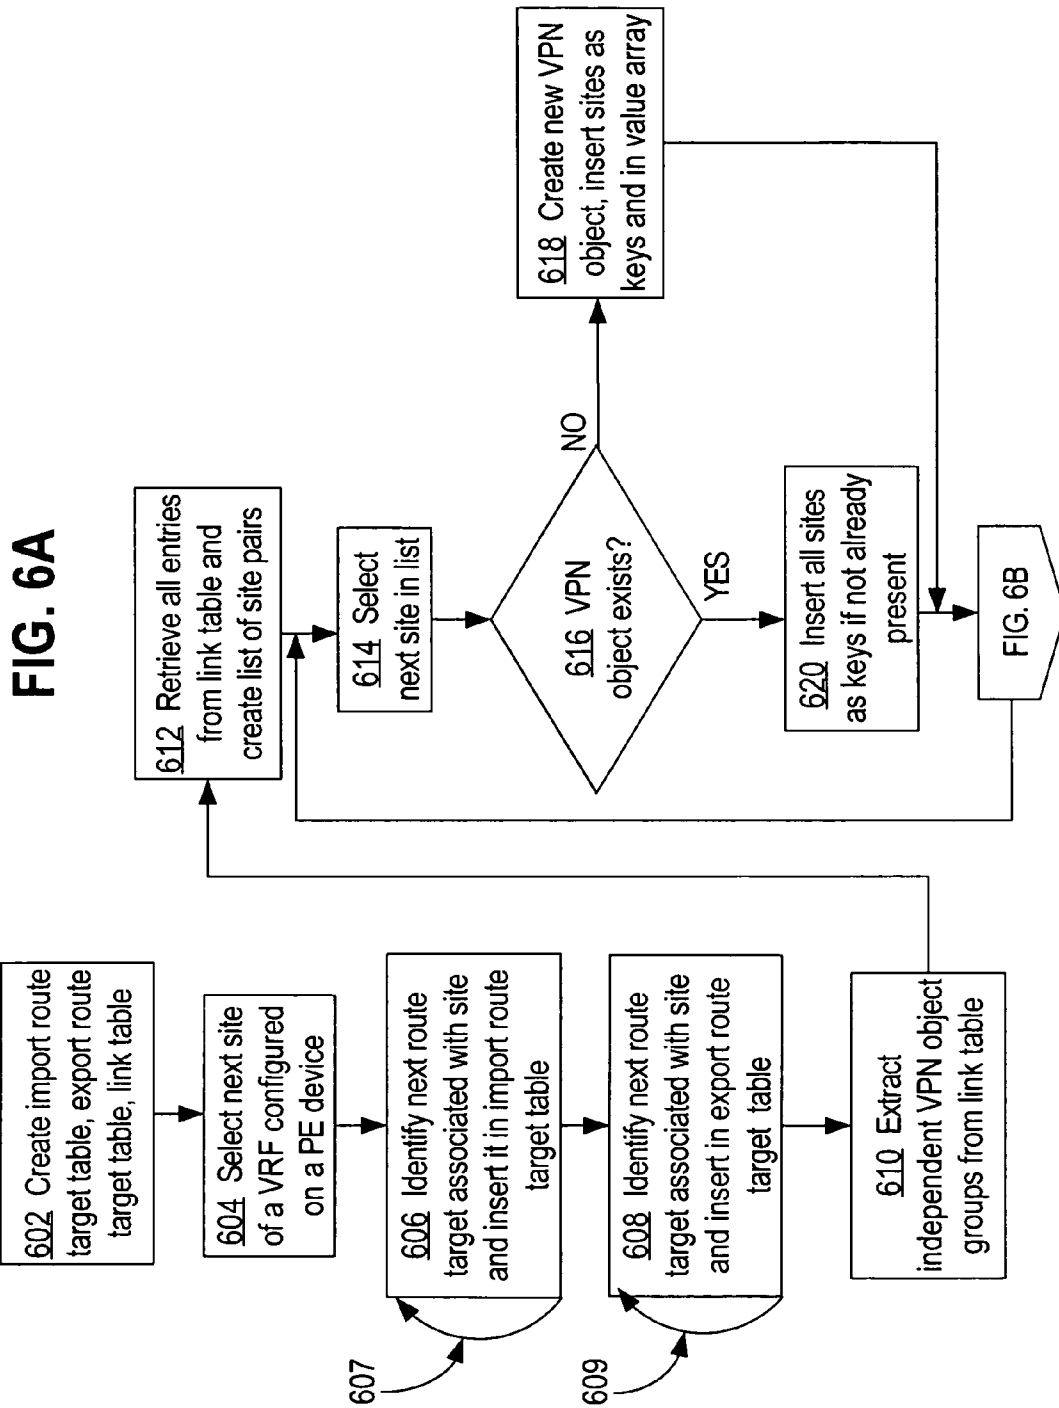 FIG. 6A
602 Create import route
target table, export route
target table, link table
604 Select next site
of a VRF configured
on a PE device
606 Identify next route
target associated with site
and insert it in import route
target table
607
608 Identify next route
target associated with site
and insert in export route
target table
609
610 Extract
independent VPN object
groups from link table
612 Retrieve all entries
from link table and
create list of site pairs
614 Select
next site in list
616 VPN
object exists?
NO
YES
618 Create new VPN
object, insert sites as
keys and in value array
620 Insert all sites
as keys if not already
present
FIG. 6B